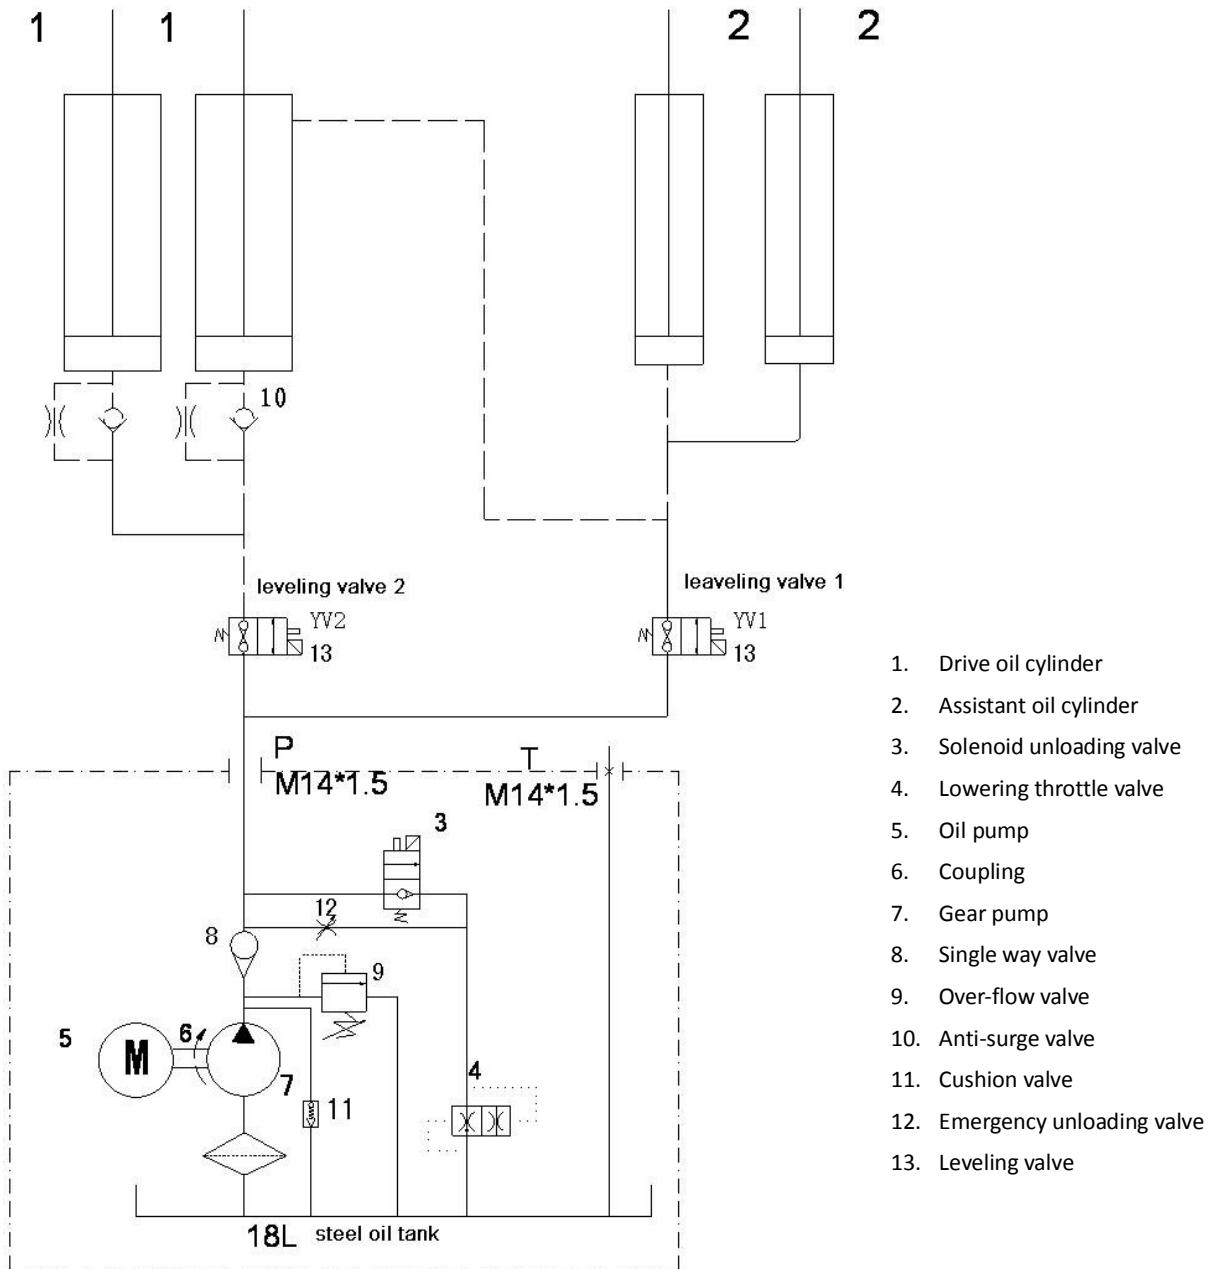 1 1 2 2
10
leveling valve 2
leaveling valve 1
YV2
13
YV1
13
P
M14*1.5
T
M14*1.5
3
12
8
9
5
M
6
7
4
11
18L steel oil tank
1. Drive oil cylinder
2. Assistant oil cylinder
3. Solenoid unloading valve
4. Lowering throttle valve
5. Oil pump
6. Coupling
7. Gear pump
8. Single way valve
9. Over-flow valve
10. Anti-surge valve
11. Cushion valve
12. Emergency unloading valve
13. Leveling valve